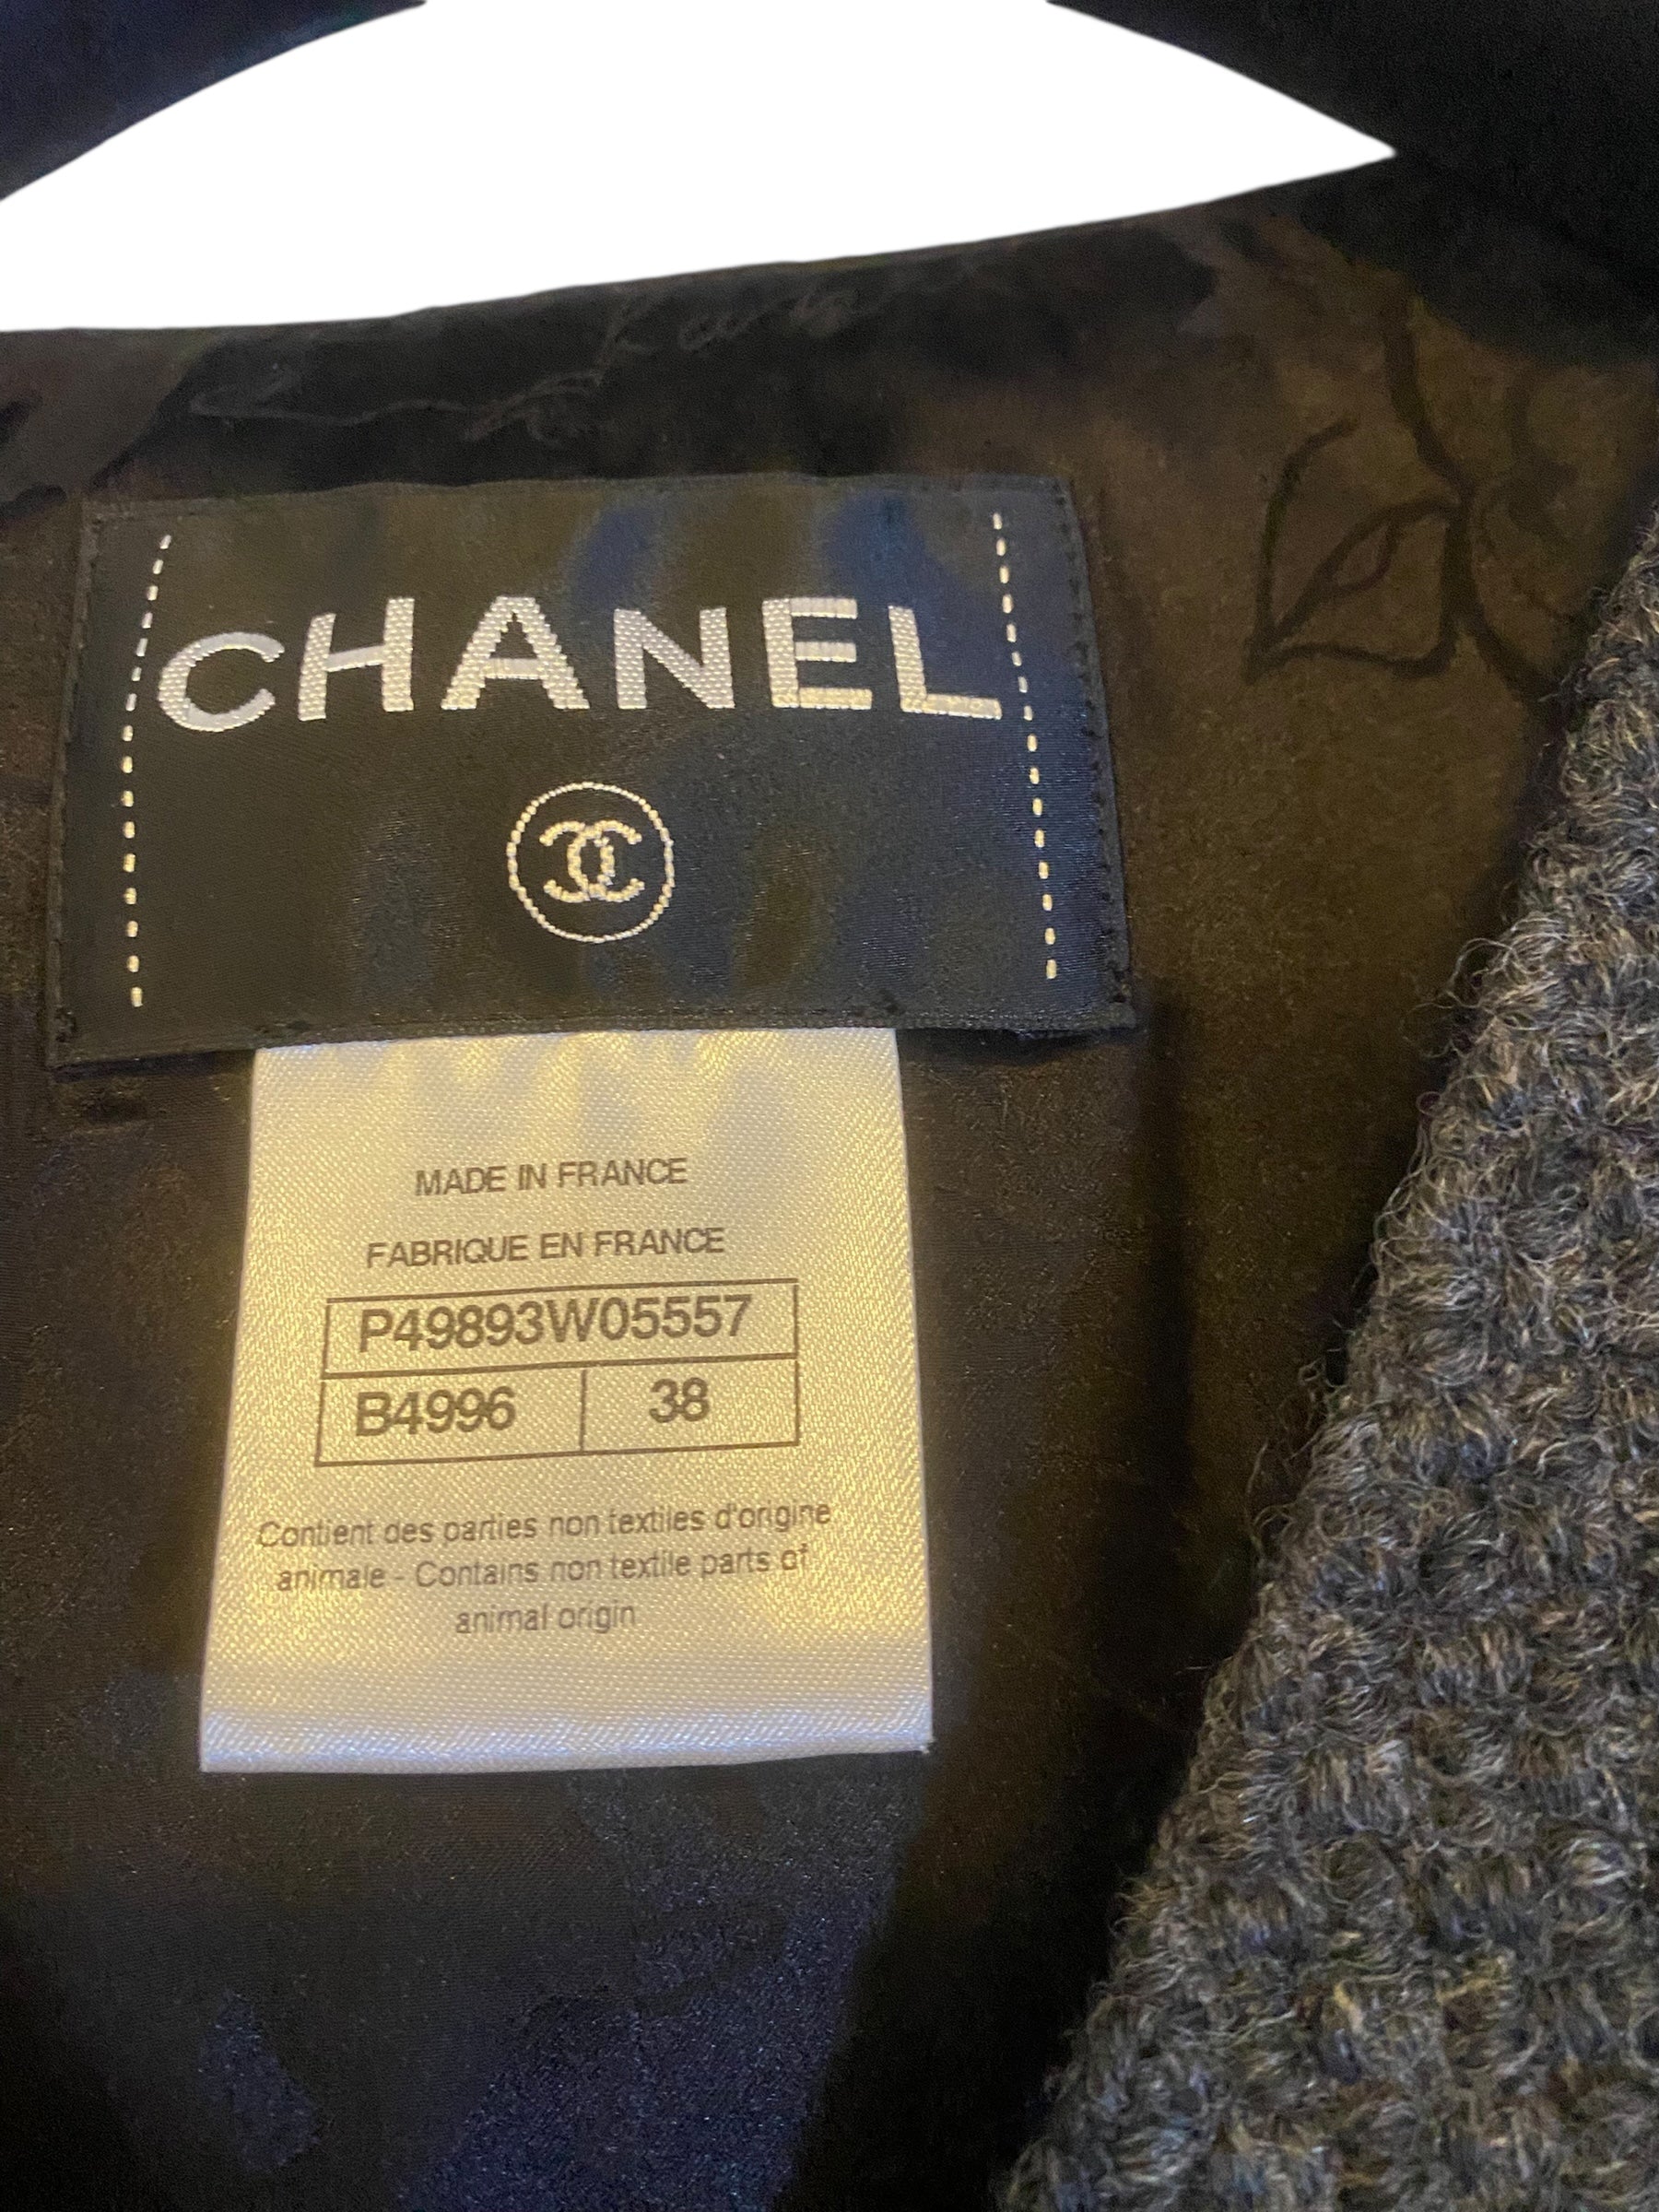 CHANEL
MADE IN FRANCE
FABRIQUE EN FRANCE
P49893W05557
B4996 38
Contient des parties non textiles d'origine
animale - Contains non textile parts of
animal origin